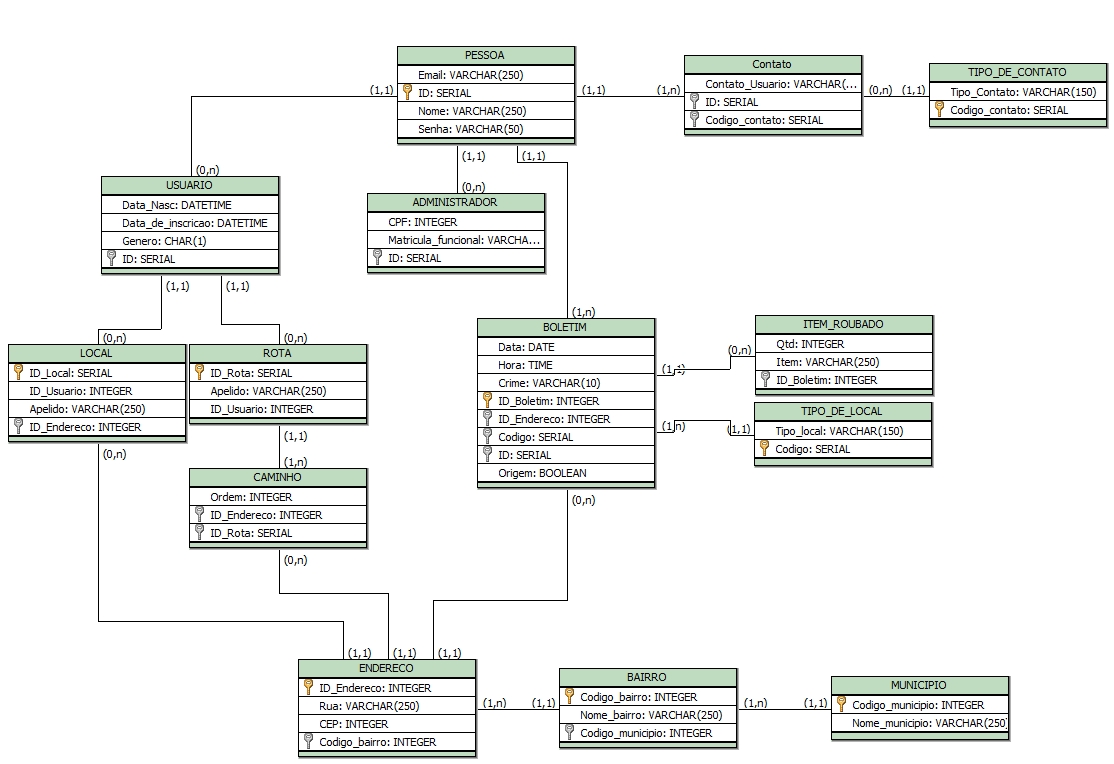 PESSOA
Email: VARCHAR(250)
ID: SERIAL
Nome: VARCHAR(250)
Senha: VARCHAR(50)
(1,1)
(1,1)
(1,n)
Contato
Contato_Usuario: VARCHAR(...
ID: SERIAL
Codigo_contato: SERIAL
(0,n)
(1,1)
TIPO_DE_CONTATO
Tipo_Contato: VARCHAR(150)
Codigo_contato: SERIAL
(1,1)
(1,1)
(0,n)
(0,n)
USUARIO
Data_Nasc: DATETIME
Data_de_inscricao: DATETIME
Genero: CHAR(1)
ID: SERIAL
ADMINISTRADOR
CPF: INTEGER
Matricula_funcional: VARCHA...
ID: SERIAL
(1,1)
(1,1)
(0,n)
(0,n)
(1,n)
LOCAL
ID_Local: SERIAL
ID_Usuario: INTEGER
Apelido: VARCHAR(250)
ID_Endereco: INTEGER
ROTA
ID_Rota: SERIAL
Apelido: VARCHAR(250)
ID_Usuario: INTEGER
BOLETIM
Data: DATE
Hora: TIME
Crime: VARCHAR(10)
ID_Boletim: INTEGER
ID_Endereco: INTEGER
Codigo: SERIAL
ID: SERIAL
Origem: BOOLEAN
(1,1)
(0,n)
ITEM_ROUBADO
Qtd: INTEGER
Item: VARCHAR(250)
ID_Boletim: INTEGER
(1,n)
(1,1)
TIPO_DE_LOCAL
Tipo_local: VARCHAR(150)
Codigo: SERIAL
(0,n)
(1,1)
(1,n)
CAMINHO
Ordem: INTEGER
ID_Endereco: INTEGER
ID_Rota: SERIAL
(0,n)
(0,n)
(1,1)
(1,1)
(1,1)
ENDERECO
ID_Endereco: INTEGER
Rua: VARCHAR(250)
CEP: INTEGER
Codigo_bairro: INTEGER
(1,n)
(1,1)
BAIRRO
Codigo_bairro: INTEGER
Nome_bairro: VARCHAR(250)
Codigo_municipio: INTEGER
(1,n)
(1,1)
MUNICIPIO
Codigo_municipio: INTEGER
Nome_municipio: VARCHAR(250)